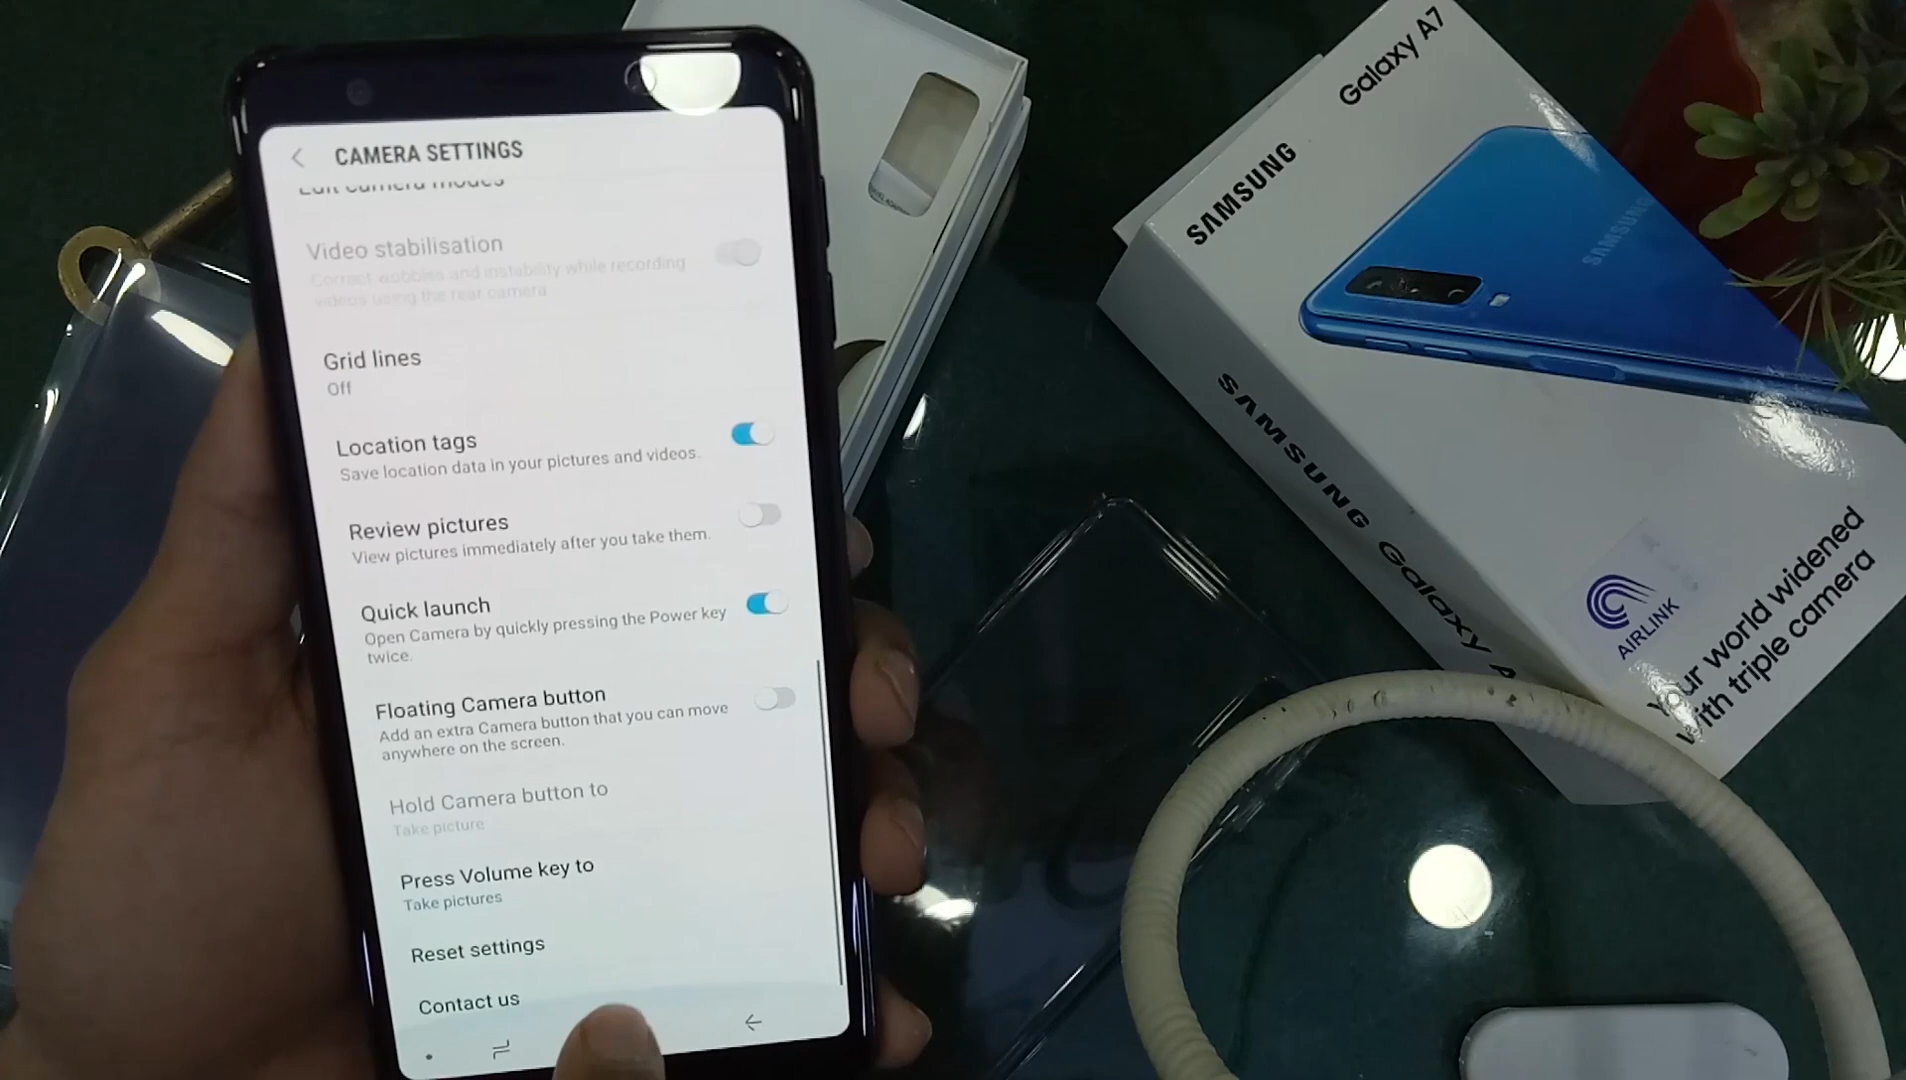 CAMERA SETTINGS
Edit camera modes
Video stabilisation
Correct wobbles and instability while recording
videos using the rear camera
Grid lines
Off
Location tags
Save location data in your pictures and videos.
Review pictures
View pictures immediately after you take them.
Quick launch
Open Camera by quickly pressing the Power key
twice.
Floating Camera button
Add an extra Camera button that you can move
anywhere on the screen.
Hold Camera button to
Take picture
Press Volume key to
Take pictures
Reset settings
Contact us
SAMSUNG
Galaxy A7
SAMSUNG
SAMSUNG Galaxy A
AIRLINK
Your world widened
with triple camera